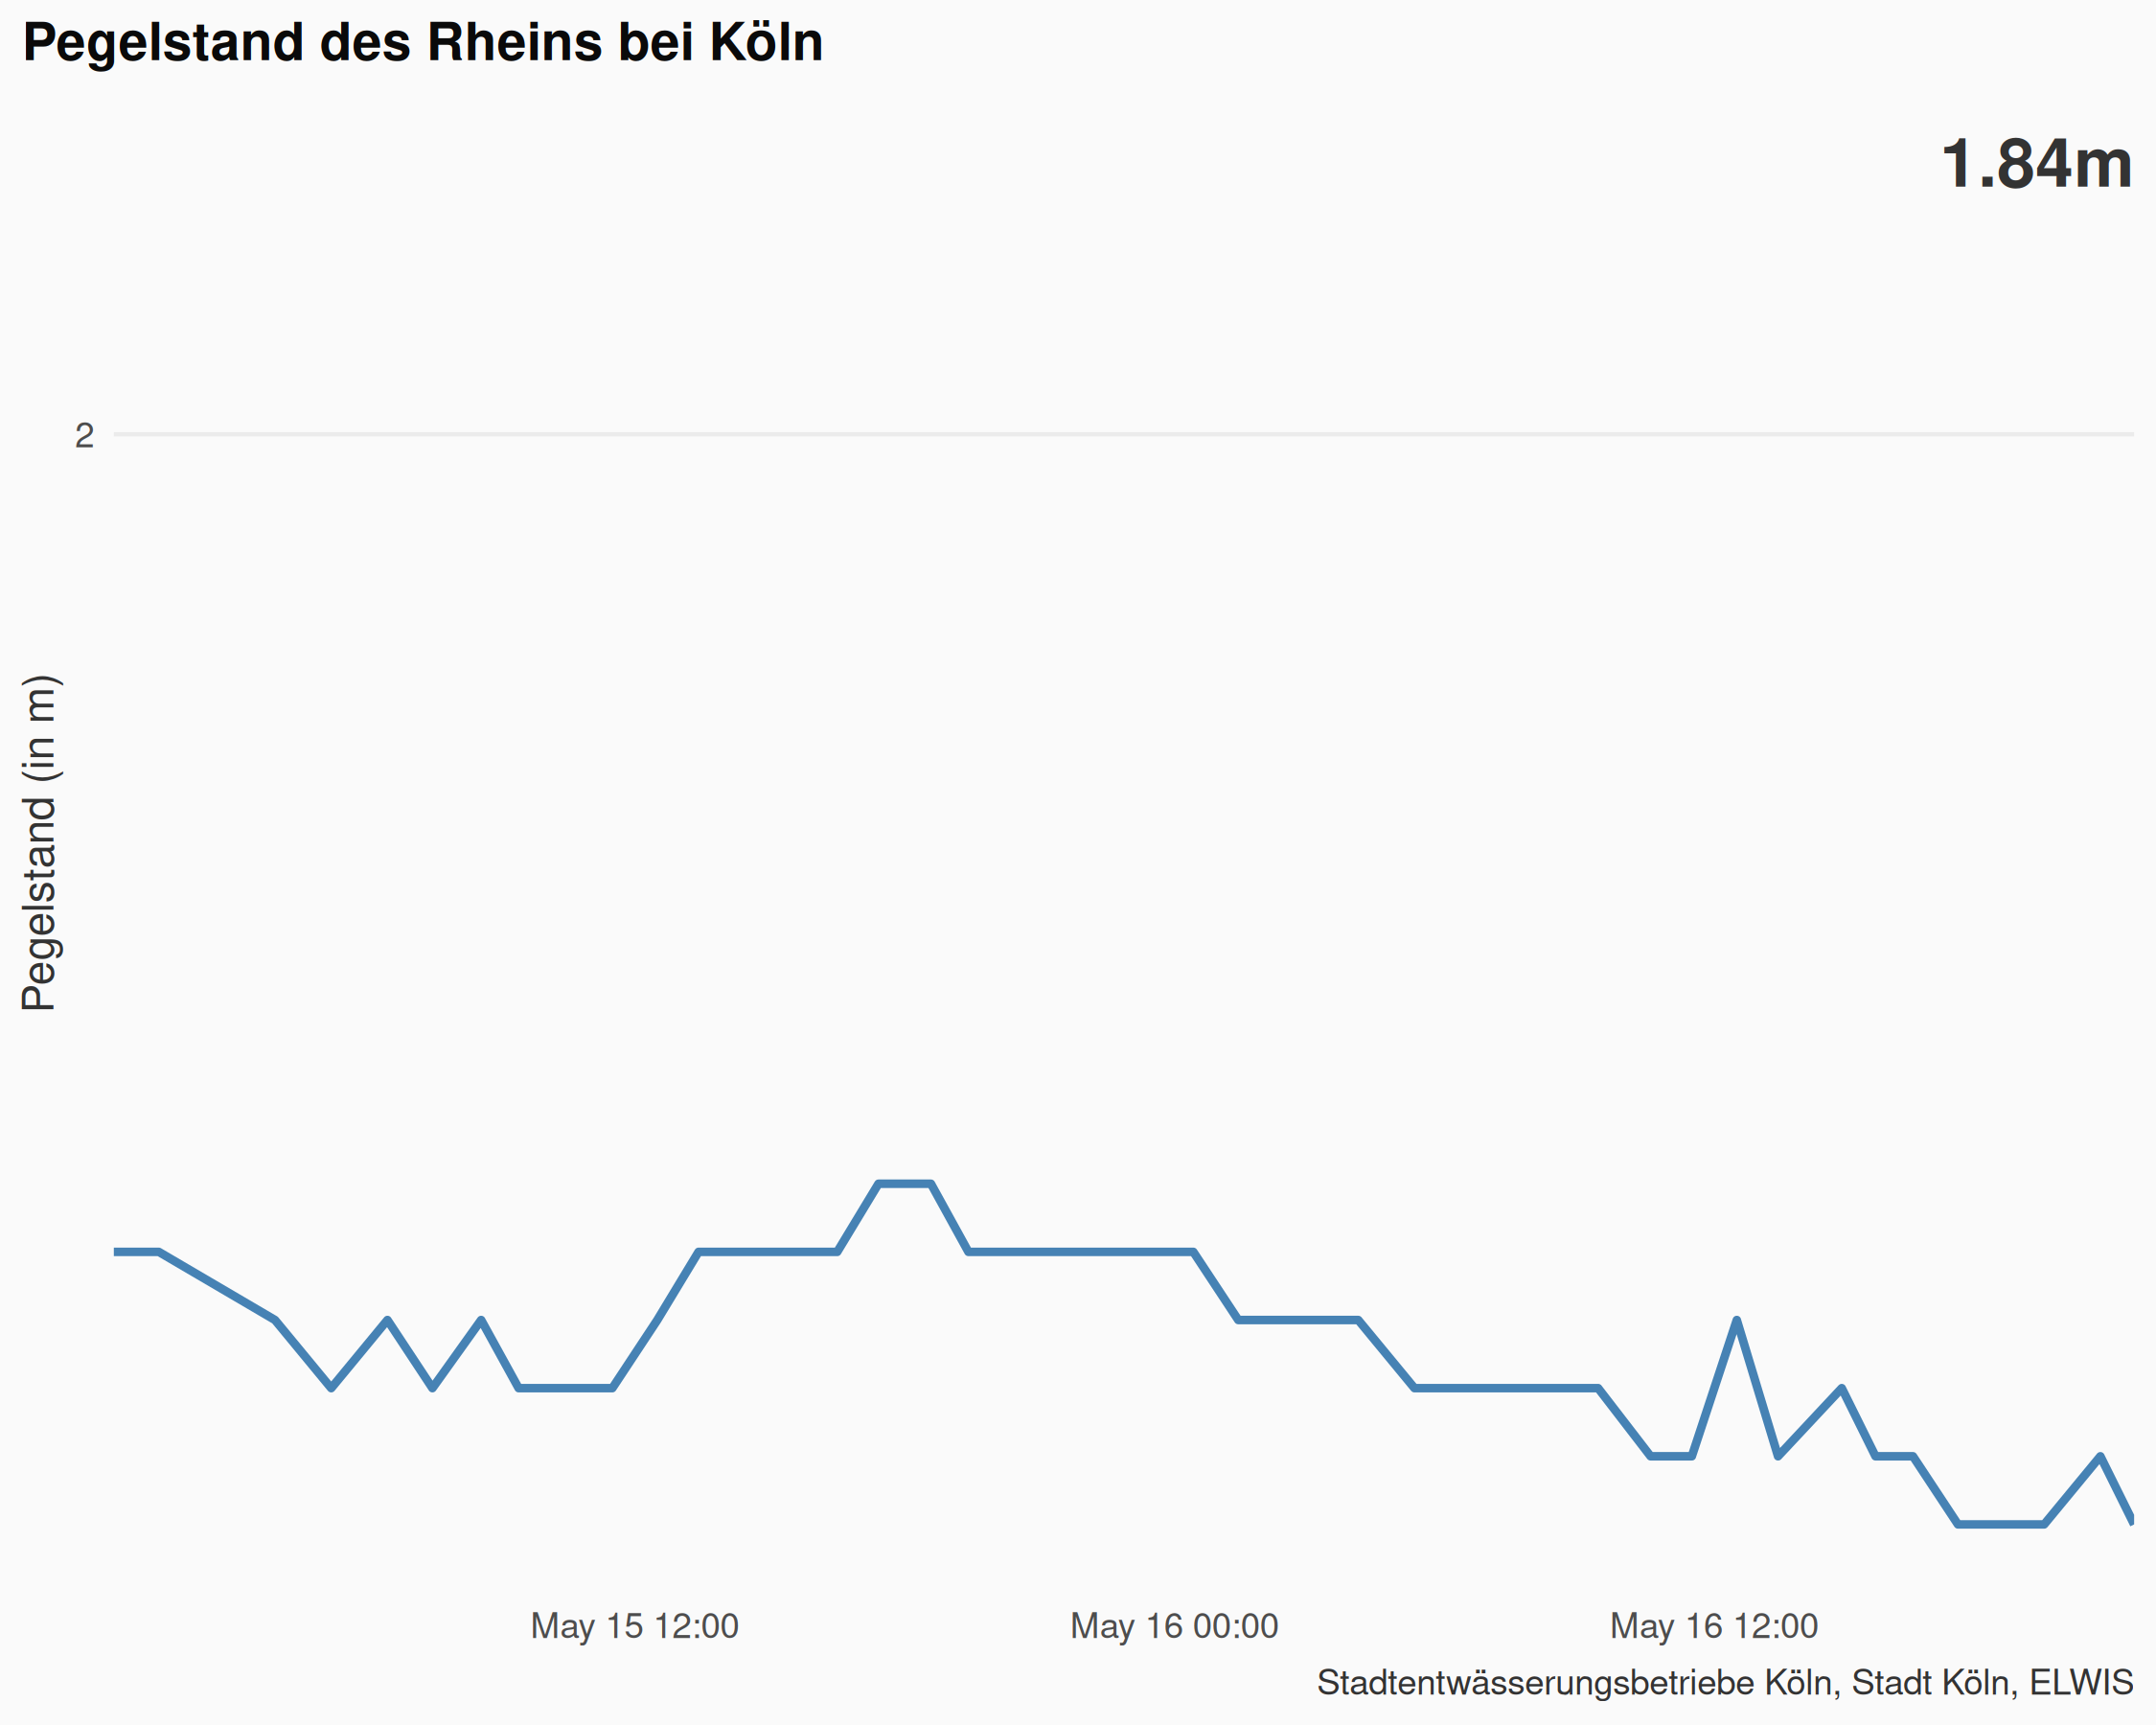 Pegelstand des Rheins bei Köln
1.84m
2
Pegelstand (in m)
May 15 12:00
May 16 00:00
May 16 12:00
Stadtentwässerungsbetriebe Köln, Stadt Köln, ELWIS